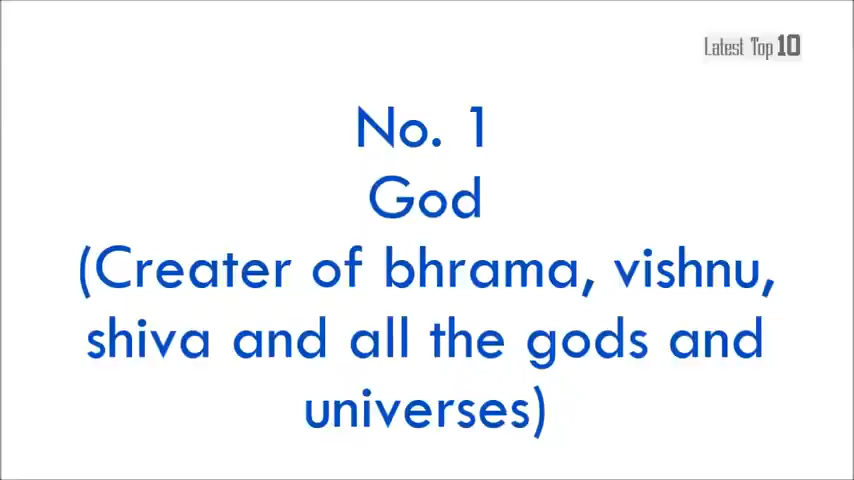 Latest Top 10
No. 1
God
(Creater of bhrama, vishnu,
shiva and all the gods and
universes)